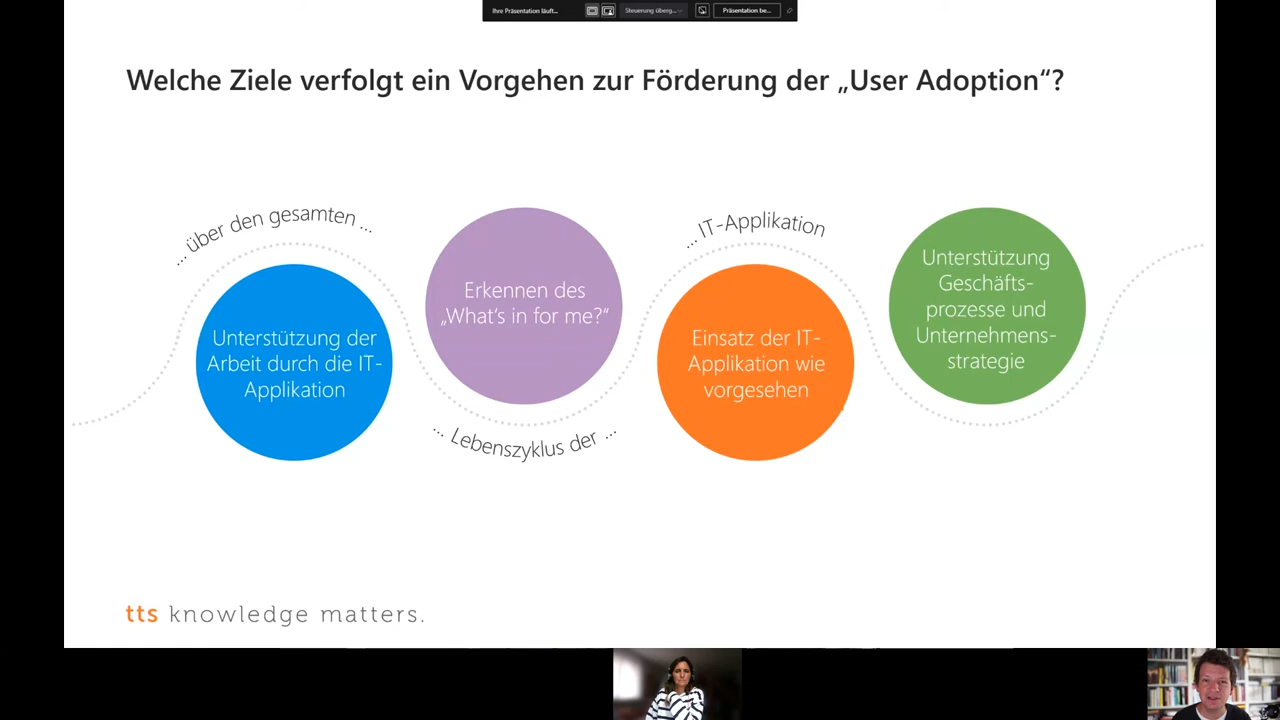 Ihre Präsentation läuft...
Steuerung überg...
Präsentation be...
Welche Ziele verfolgt ein Vorgehen zur Förderung der „User Adoption“?
... über den gesamten ...
Unterstützung der
Arbeit durch die IT-
Applikation
Erkennen des
„What's in for me?“
... Lebenszyklus der ...
... IT-Applikation
Einsatz der IT-
Applikation wie
vorgesehen
Unterstützung
Geschäfts-
prozesse und
Unternehmens-
strategie
tts knowledge matters.